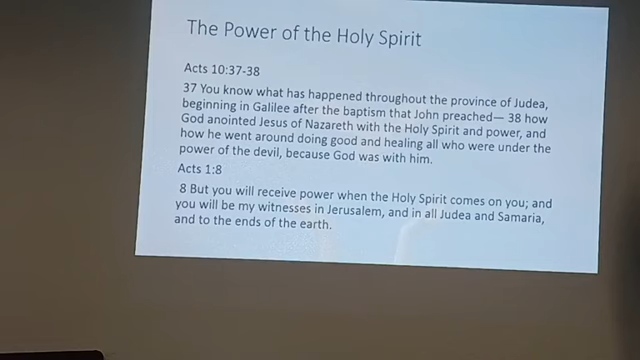 The Power of the Holy Spirit
Acts 10:37-38
37 You know what has happened throughout the province of Judea,
beginning in Galilee after the baptism that John preached— 38 how
God anointed Jesus of Nazareth with the Holy Spirit and power, and
how he went around doing good and healing all who were under the
power of the devil, because God was with him.
Acts 1:8
8 But you will receive power when the Holy Spirit comes on you; and
you will be my witnesses in Jerusalem, and in all Judea and Samaria,
and to the ends of the earth.